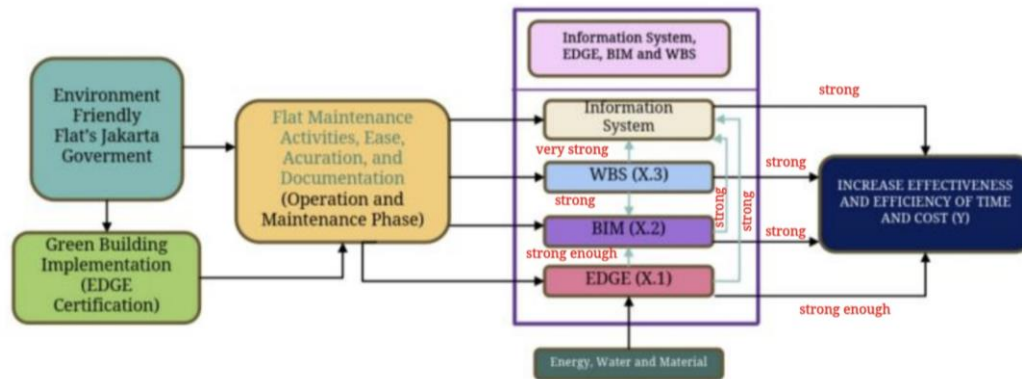 Environment
Friendly
Flat's Jakarta
Goverment
Green Building
Implementation
(EDGE
Certification)
Flat Maintenance
Activities, Ease,
Acuration, and
Documentation
(Operation and
Maintenance Phase)
Information System,
EDGE, BIM and WBS
Information
System
very strong
WBS (X.3)
strong
BIM (X.2)
strong enough
EDGE (X.1)
strong
strong
Energy, Water and Material
strong
strong
strong
strong enough
INCREASE EFFECTIVENESS
AND EFFICIENCY OF TIME
AND COST (Y)